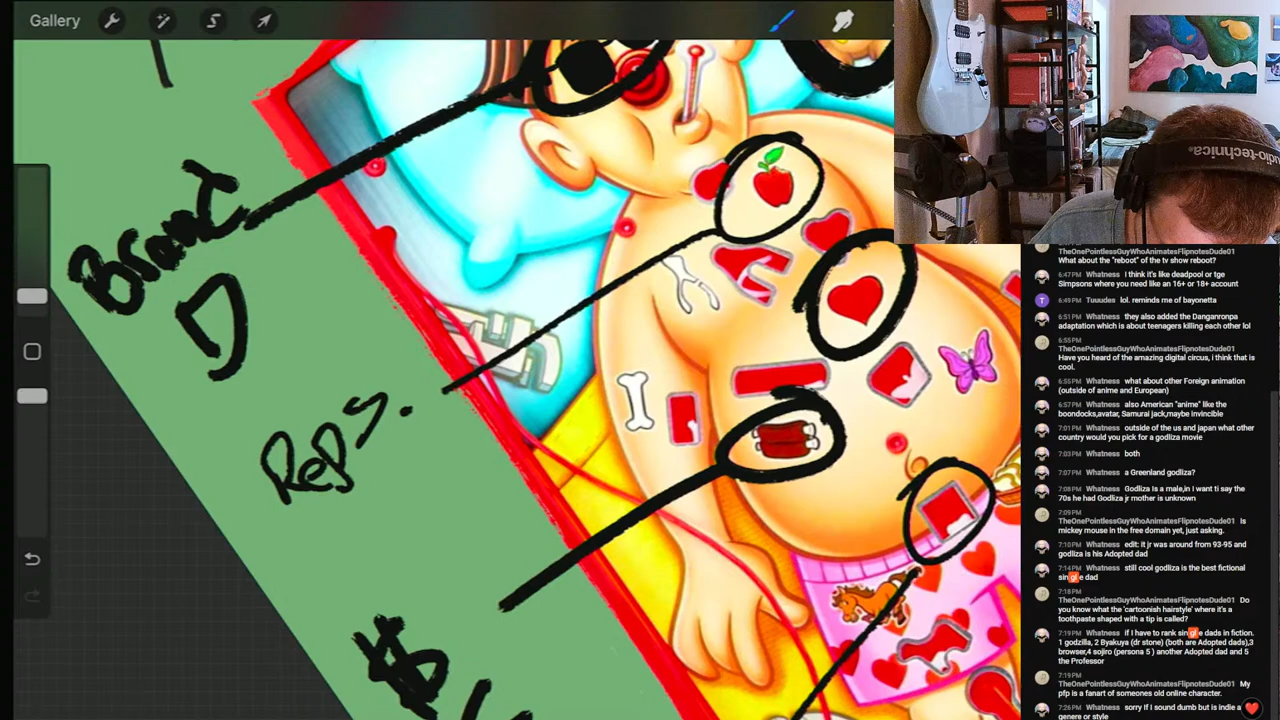 Gallery
audio-technica
Brand
D
Reps.
TheOnePointlessGuyWhoAnimatesFlipnotesDude01
What about the "reboot" of the tv show reboot?
6:47PM Whatness I think it's like deadpool or tge
Simpsons where you need like an 16+ or 18+ account
T 6:49PM Tuuudes lol. reminds me of bayonetta
6:51PM Whatness they also added the Danganronpa
adaptation which is about teenagers killing each other lol
6:55PM
TheOnePointlessGuyWhoAnimatesFlipnotesDude01
Have you heard of the amazing digital circus, i think that is
cool.
6:55PM Whatness what about other Foreign animation
(outside of anime and European)
6:57PM Whatness also American "anime" like the
boondocks,avatar, Samurai jack,maybe Invincible
7:01PM Whatness outside of the us and japan what other
country would you pick for a godliza movie
7:03PM Whatness both
7:07PM Whatness a Greenland godliza?
7:08PM Whatness Godliza Is a male,in I want ti say the
70s he had Godliza jr mother is unknown
7:09PM
TheOnePointlessGuyWhoAnimatesFlipnotesDude01 Is
mickey mouse in the free domain yet, just asking.
7:10PM Whatness edit: it jr was around from 93-95 and
godliza is his Adopted dad
7:14PM Whatness still cool godliza is the best fictional
single dad
7:18PM
TheOnePointlessGuyWhoAnimatesFlipnotesDude01 Do
you know what the 'cartoonish hairstyle' where it's a
toothpaste shaped with a tip is called?
7:19PM Whatness If I have to rank single dads in fiction.
1 godzilla, 2 Byakuya (dr stone) (both are Adopted dads),3
browser,4 sojiro (persona 5 ) another Adopted dad and 5
the Professor
7:19PM
TheOnePointlessGuyWhoAnimatesFlipnotesDude01 My
pfp is a fanart of someones old online character.
7:26PM Whatness sorry If I sound dumb but is indie a
genere or style